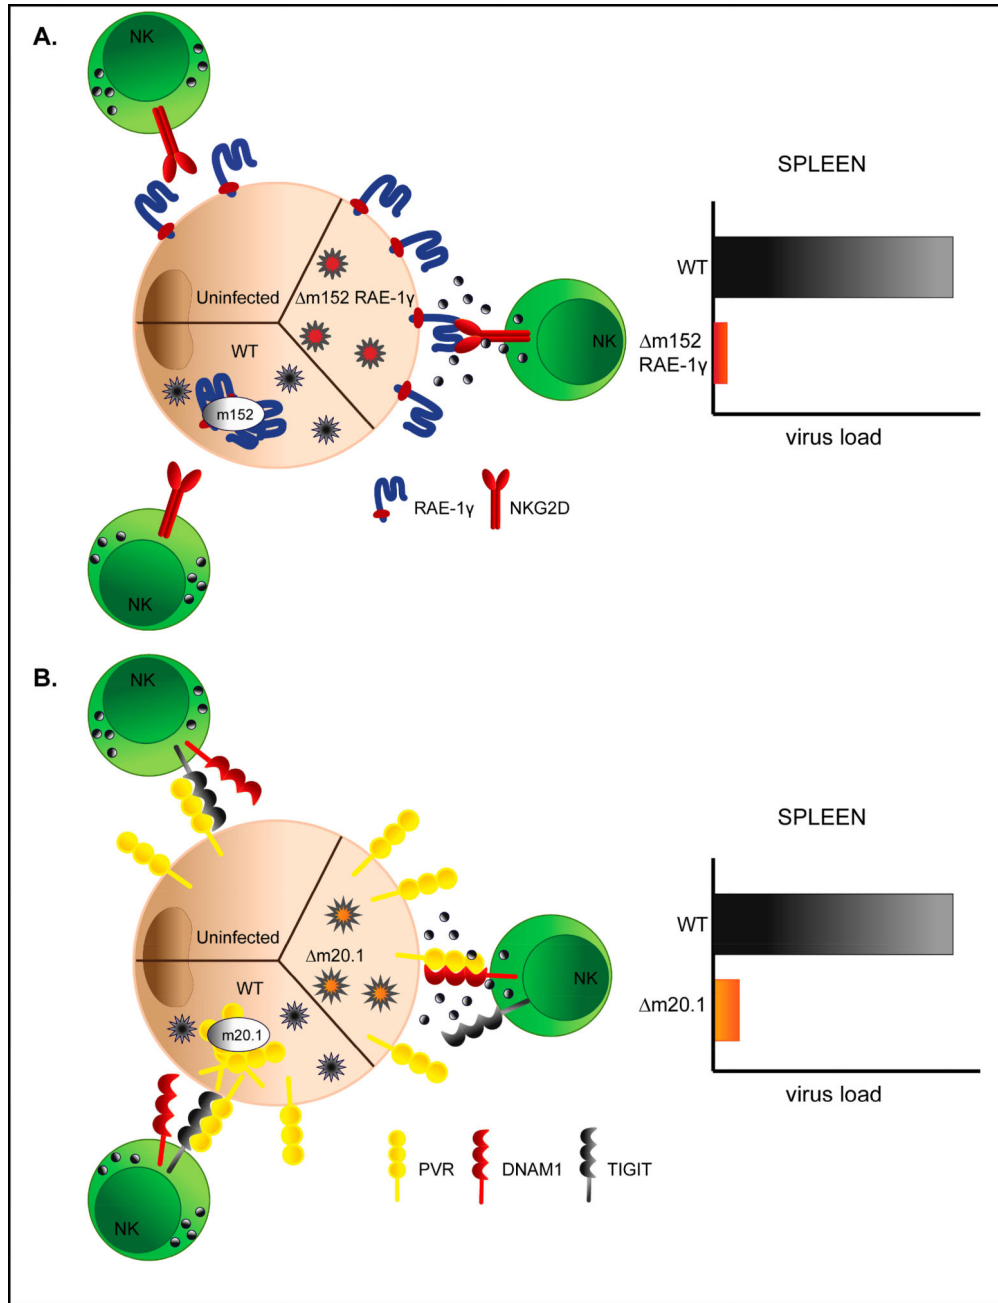 A.
NK
SPLEEN
WT
Uninfected
Δm152 RAE-1γ
NK
Δm152
RAE-1γ
WT
m152
virus load
RAE-1γ
NKG2D
NK
B.
NK
SPLEEN
WT
Uninfected
Δm20.1
NK
Δm20.1
WT
m20.1
virus load
PVR
DNAM1
TIGIT
NK